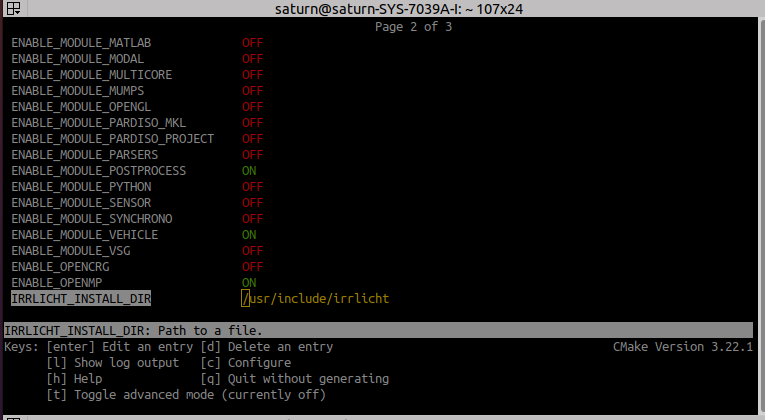 saturn@saturn-SYS-7039A-I: ~ 107x24
Page 2 of 3
ENABLE_MODULE_MATLAB OFF
ENABLE_MODULE_MODAL OFF
ENABLE_MODULE_MULTICORE OFF
ENABLE_MODULE_MUMPS OFF
ENABLE_MODULE_OPENGL OFF
ENABLE_MODULE_PARDISO_MKL OFF
ENABLE_MODULE_PARDISO_PROJECT OFF
ENABLE_MODULE_PARSERS OFF
ENABLE_MODULE_POSTPROCESS ON
ENABLE_MODULE_PYTHON OFF
ENABLE_MODULE_SENSOR OFF
ENABLE_MODULE_SYNCHRONO OFF
ENABLE_MODULE_VEHICLE ON
ENABLE_MODULE_VSG OFF
ENABLE_OPENCRG OFF
ENABLE_OPENMP ON
IRRLICHT_INSTALL_DIR /usr/include/irrlicht
IRRLICHT_INSTALL_DIR: Path to a file.
Keys: [enter] Edit an entry [d] Delete an entry CMake Version 3.22.1
[l] Show log output [c] Configure
[h] Help [q] Quit without generating
[t] Toggle advanced mode (currently off)